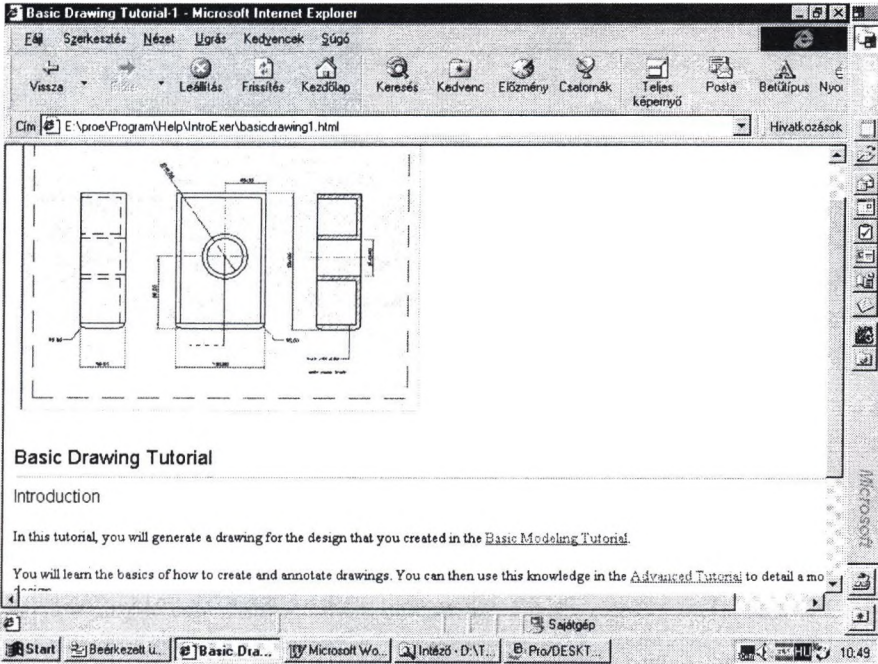 Basic Drawing Tutorial-1 - Microsoft Internet Explorer
Fájl Szerkesztés Nézet Ugrás Kedvencek Súgó
Vissza Leállítás Frissítés Kezdőlap Keresés Kedvenc Előzmény Csatornák Teljes képernyő Posta Betűtípus Nyor
Cím E:\proe\Program\Help\IntroExer\basicdrawing1.html Hivatkozások
Basic Drawing Tutorial
Introduction
In this tutorial, you will generate a drawing for the design that you created in the Basic Modeling Tutorial.
You will learn the basics of how to create and annotate drawings. You can then use this knowledge in the Advanced Tutorial to detail a mo
Microsoft
Sajátgép
Start Beérkezett ü... Basic Dra... Microsoft Wo... Intéző - D:\T... Pro/DESKT... HU 10:49